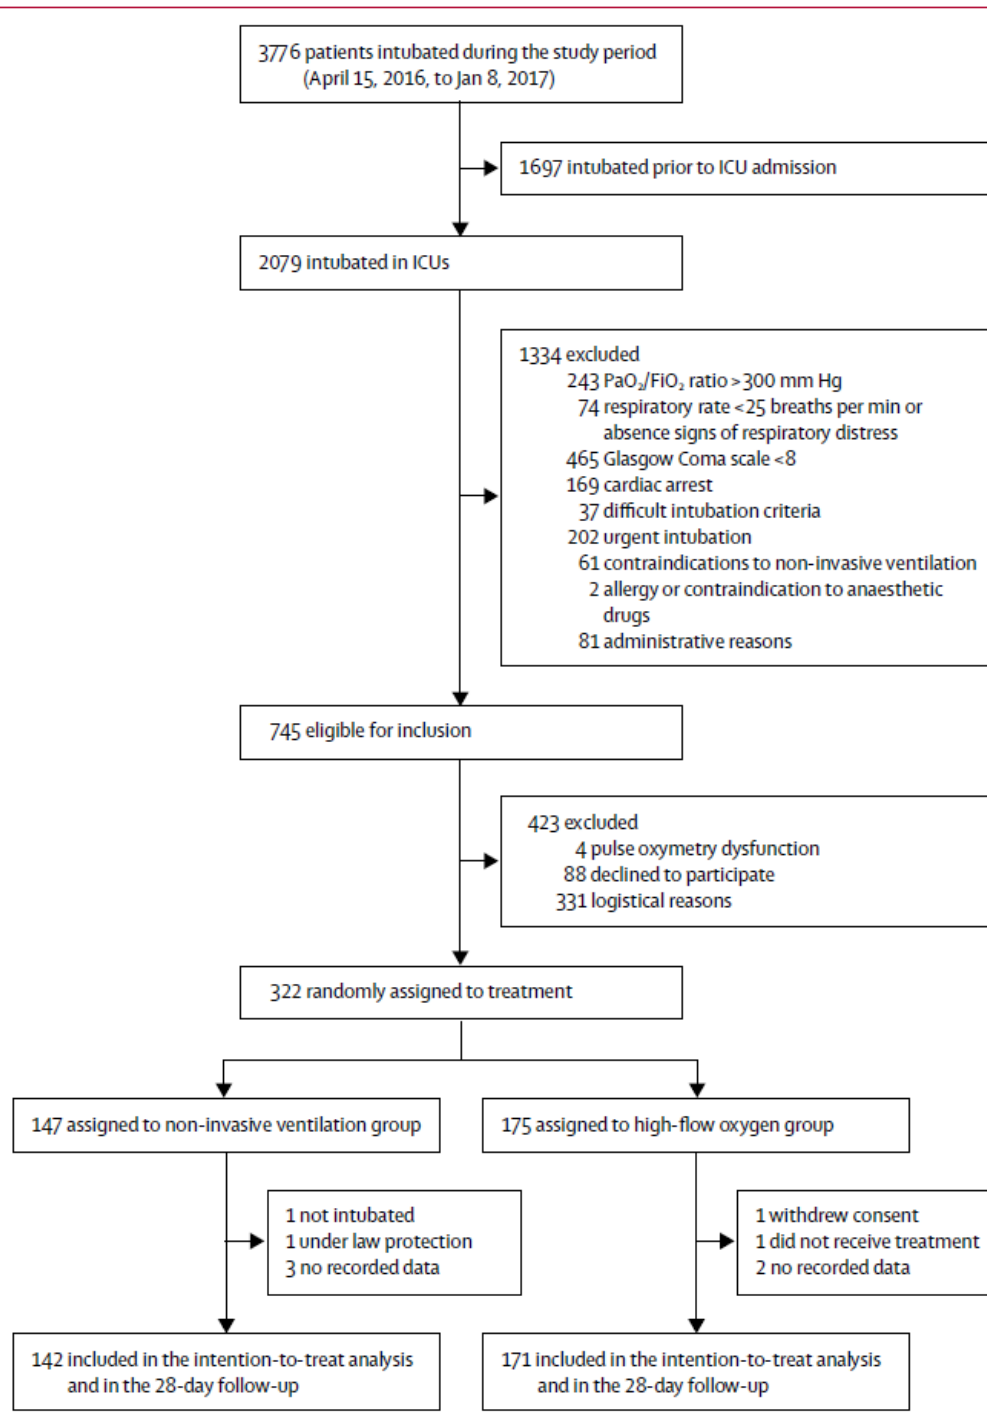 3776 patients intubated during the study period
(April 15, 2016, to Jan 8, 2017)
1697 intubated prior to ICU admission
2079 intubated in ICUs
1334 excluded
243 PaO₂/FiO₂ ratio >300 mm Hg
74 respiratory rate <25 breaths per min or
absence signs of respiratory distress
465 Glasgow Coma scale <8
169 cardiac arrest
37 difficult intubation criteria
202 urgent intubation
61 contraindications to non-invasive ventilation
2 allergy or contraindication to anaesthetic
drugs
81 administrative reasons
745 eligible for inclusion
423 excluded
4 pulse oxymetry dysfunction
88 declined to participate
331 logistical reasons
322 randomly assigned to treatment
147 assigned to non-invasive ventilation group
175 assigned to high-flow oxygen group
1 not intubated
1 under law protection
3 no recorded data
1 withdrew consent
1 did not receive treatment
2 no recorded data
142 included in the intention-to-treat analysis
and in the 28-day follow-up
171 included in the intention-to-treat analysis
and in the 28-day follow-up